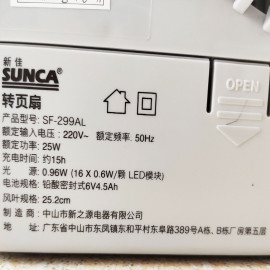 新佳
SUNCA®
转页扇
产品型号: SF-299AL
额定输入电压: 220V~ 额定频率: 50Hz
额定功率: 25W
充电时间: 约15h
光 源: 0.96W (16 X 0.6W/颗 LED模块)
电池规格: 铅酸密封式6V4.5Ah
风叶规格: 25.2cm
制造商: 中山市新之源电器有限公司
地 址: 广东省中山市东凤镇东和平村东阜路389号A栋、B栋厂房第五层
OPEN